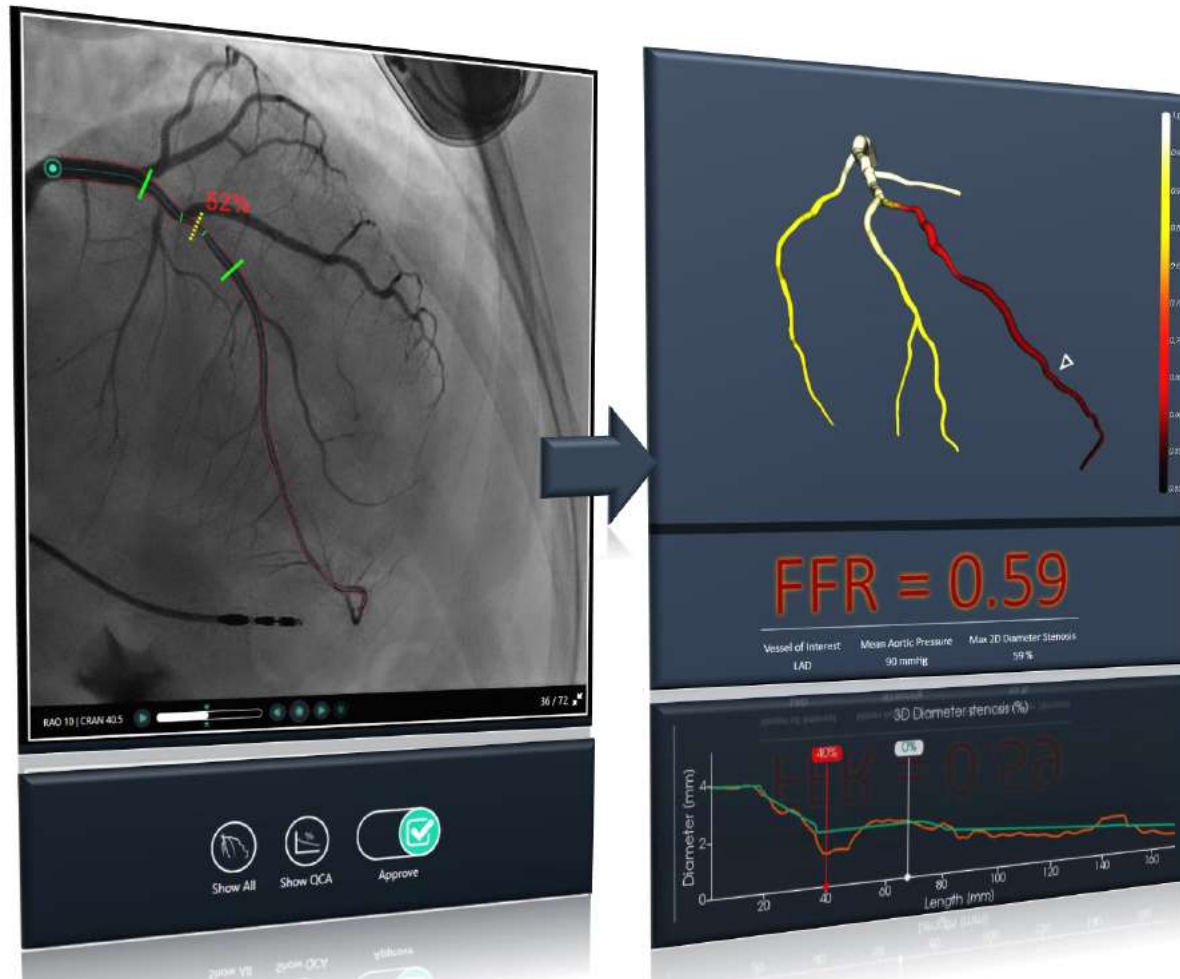 52%
RAO 10 | CRAN 40.5
36 / 72
Show All
Show QCA
Approve
FFR = 0.59
Vessel of Interest
LAD
Mean Aortic Pressure
90 mmHg
Max 2D Diameter Stenosis
59 %
3D Diameter stenosis (%)
40%
0%
Diameter (mm)
4
2
0
20
40
60
80
100
120
140
160
Length (mm)